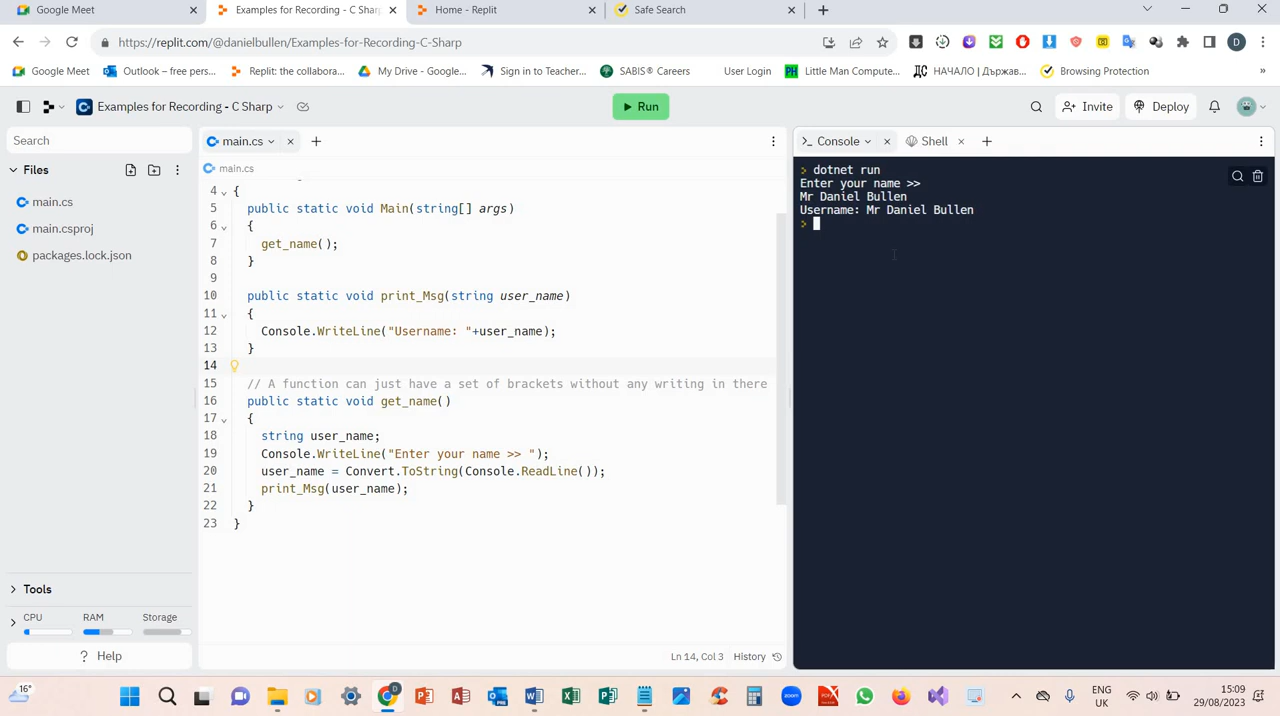 Google Meet
Examples for Recording - C Sharp
Home - Replit
Safe Search
https://replit.com/@danielbullen/Examples-for-Recording-C-Sharp
D
Google Meet
Outlook – free pers...
Replit: the collabora...
My Drive - Google...
Sign in to Teacher...
SABIS® Careers
User Login
PH Little Man Compute...
ДС НАЧАЛО | Държав...
Browsing Protection
»
Examples for Recording - C Sharp
Run
Invite
Deploy
Search
main.cs
Console
Shell
Files
main.cs
main.csproj
packages.lock.json
main.cs
4 {
5 public static void Main(string[] args)
6 {
7 get_name();
8 }
9
10 public static void print_Msg(string user_name)
11 {
12 Console.WriteLine("Username: "+user_name);
13 }
14
15 // A function can just have a set of brackets without any writing in there
16 public static void get_name()
17 {
18 string user_name;
19 Console.WriteLine("Enter your name >> ");
20 user_name = Convert.ToString(Console.ReadLine());
21 print_Msg(user_name);
22 }
23 }
> dotnet run
Enter your name >>
Mr Daniel Bullen
Username: Mr Daniel Bullen
>
Tools
CPU RAM Storage
? Help
Ln 14, Col 3 History
16°
ENG
UK
15:09
29/08/2023